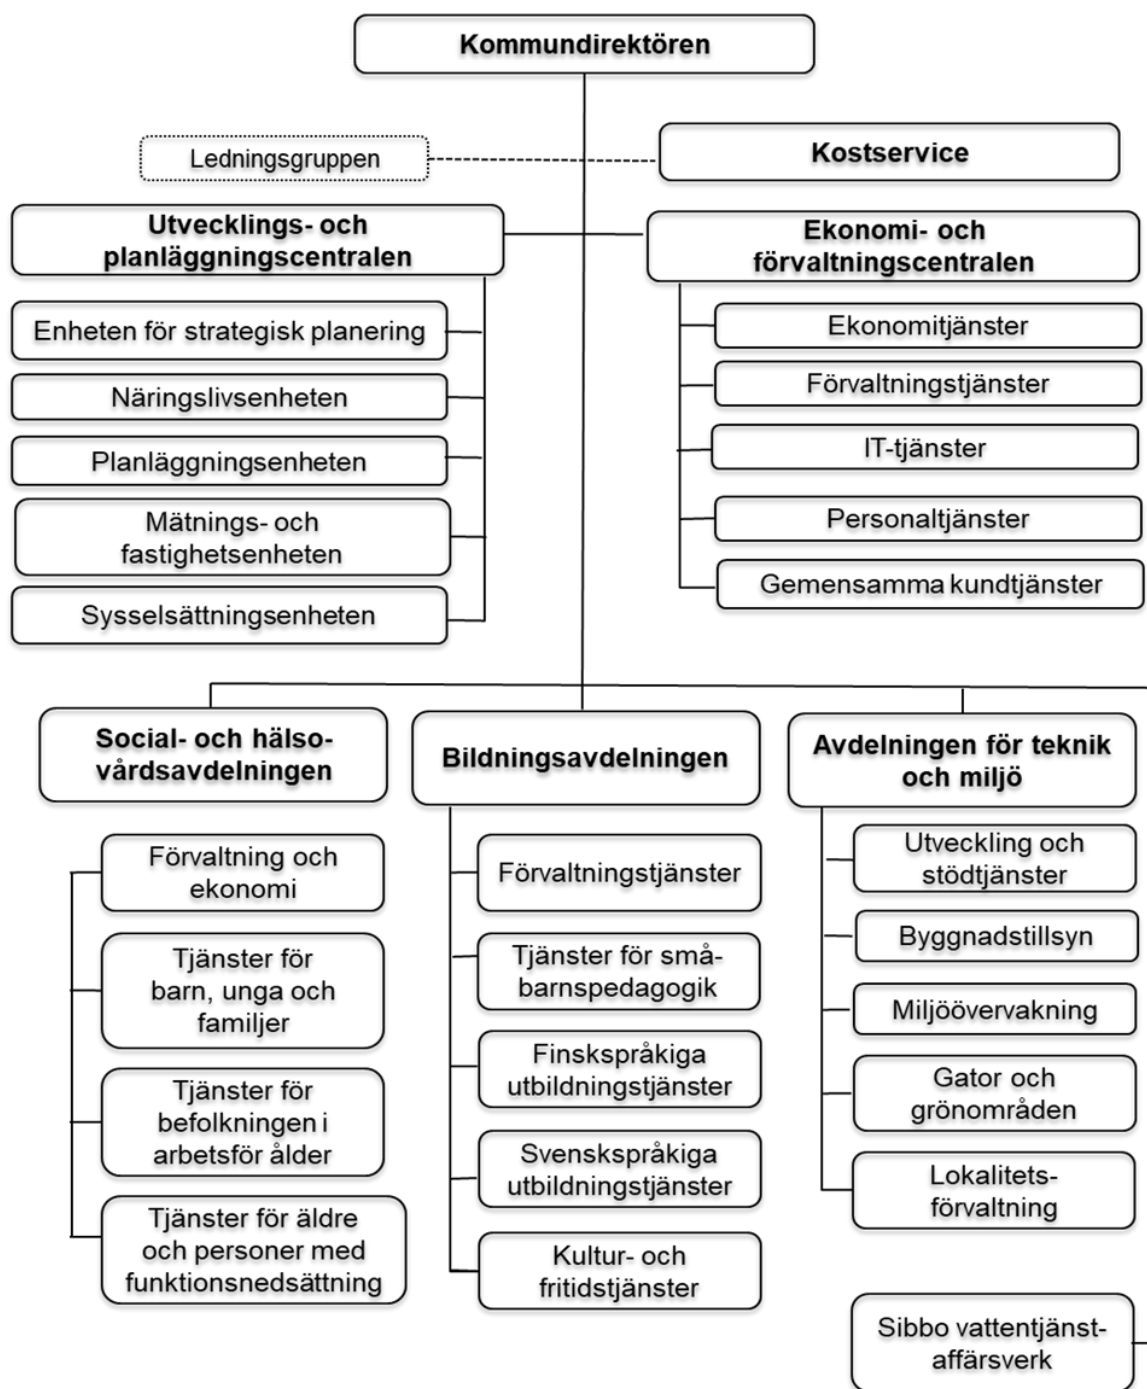 Kommundirektören
Ledningsgruppen
Kostservice
Utvecklings- och
planläggningscentralen
Enheten för strategisk planering
Näringslivsenheten
Planläggningsenheten
Mätnings- och
fastighetsenheten
Sysselsättningsenheten
Ekonomi- och
förvaltningscentralen
Ekonomitjänster
Förvaltningstjänster
IT-tjänster
Personaltjänster
Gemensamma kundtjänster
Social- och hälso-
vårdsavdelningen
Förvaltning och
ekonomi
Tjänster för
barn, unga och
familjer
Tjänster för
befolkningen i
arbetsför ålder
Tjänster för äldre
och personer med
funktionsnedsättning
Bildningsavdelningen
Förvaltningstjänster
Tjänster för små-
barnspedagogik
Finskspråkiga
utbildningstjänster
Svenskspråkiga
utbildningstjänster
Kultur- och
fritidstjänster
Avdelningen för teknik
och miljö
Utveckling och
stödtjänster
Byggnadstillsyn
Miljöövervakning
Gator och
grönområden
Lokalitets-
förvaltning
Sibbo vattentjänst-
affärsverk